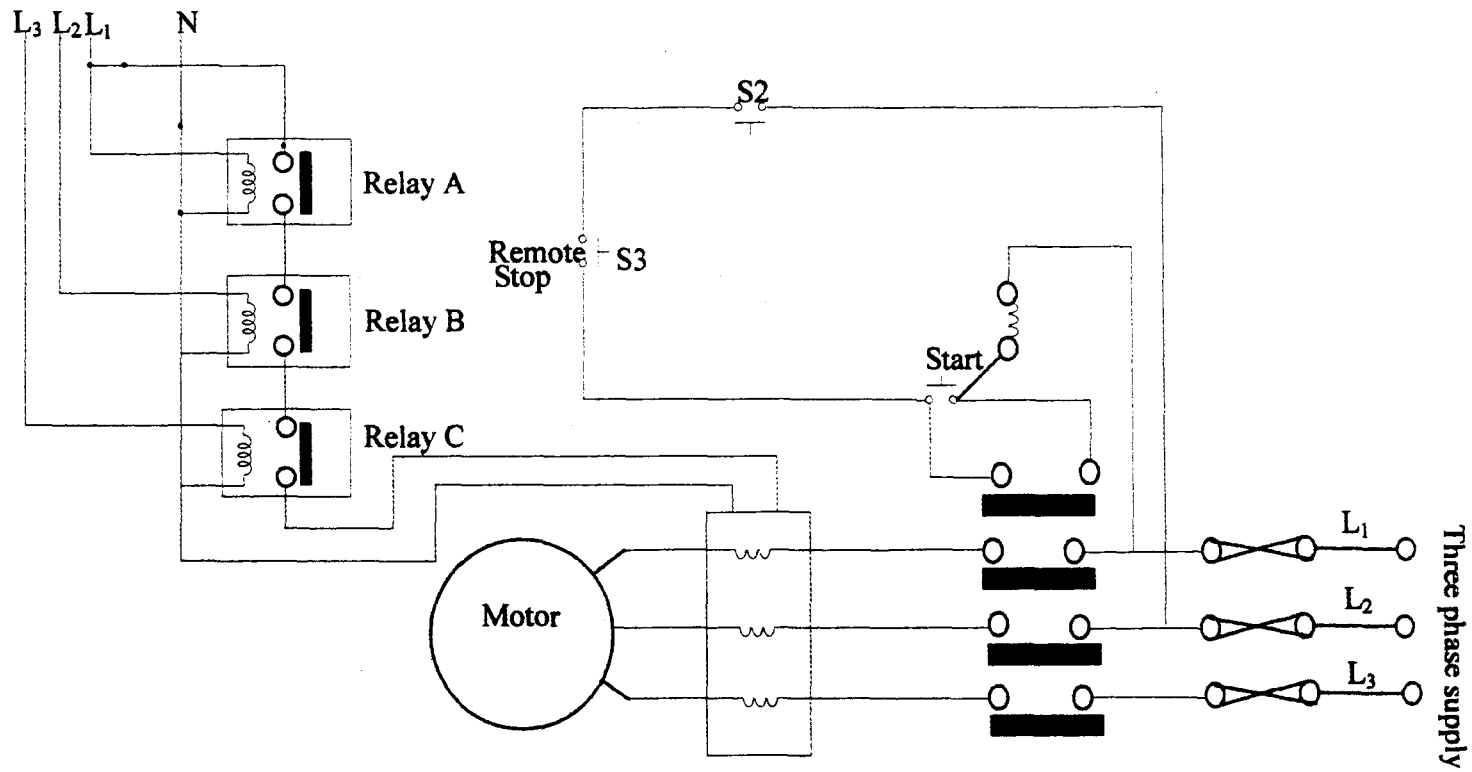 L₃ L₂ L₁ N
S2
Relay A
Remote
Stop
S3
Relay B
Start
Relay C
L₁
Motor
L₂
L₃
Three phase supply